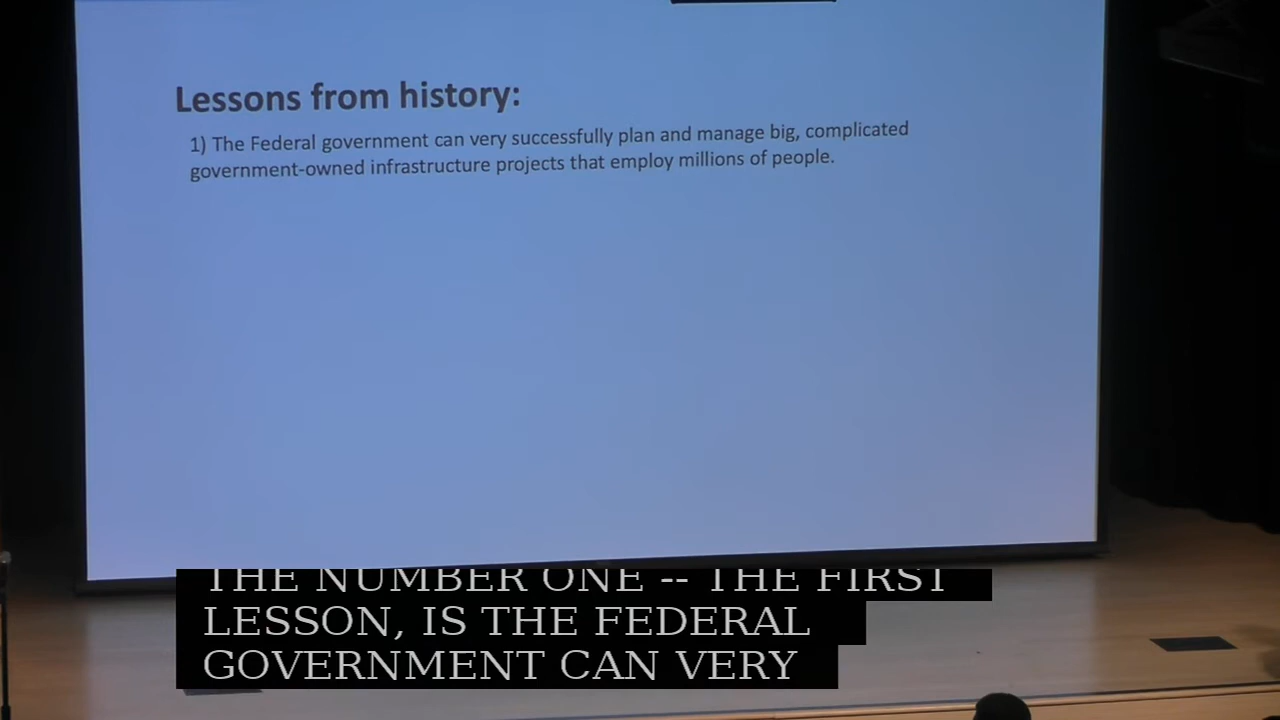 Lessons from history:
1) The Federal government can very successfully plan and manage big, complicated
government-owned infrastructure projects that employ millions of people.
THE NUMBER ONE -- THE FIRST
LESSON, IS THE FEDERAL
GOVERNMENT CAN VERY